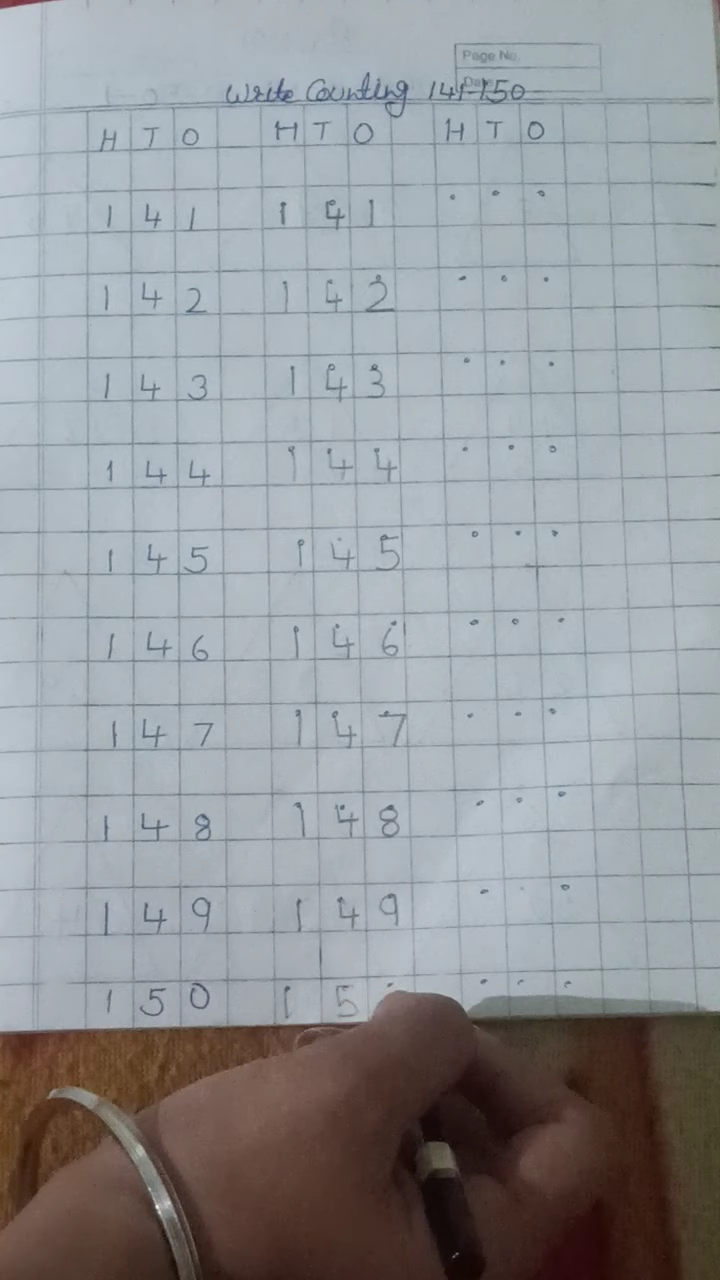 Page No.
Date
Write Counting 141-150
H T O H T O H T O
1 4 1 1 4 1
1 4 2 1 4 2
1 4 3 1 4 3
1 4 4 1 4 4
1 4 5 1 4 5
1 4 6 1 4 6
1 4 7 1 4 7
1 4 8 1 4 8
1 4 9 1 4 9
1 5 0 1 5